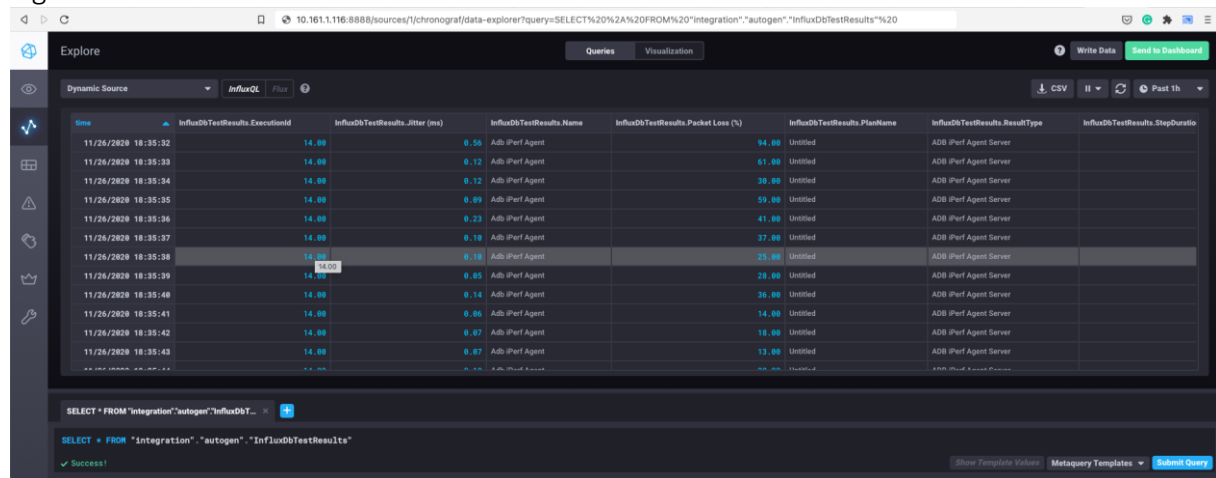 10.161.1.116:8888/sources/1/chronograf/data-explorer?query=SELECT%20%2A%20FROM%20"integration"."autogen"."InfluxDbTestResults"%20
Explore Queries Visualization Write Data Send to Dashboard
Dynamic Source InfluxQL Flux CSV Past 1h
time InfluxDbTestResults.ExecutionId InfluxDbTestResults.Jitter (ms) InfluxDbTestResults.Name InfluxDbTestResults.Packet Loss (%) InfluxDbTestResults.PlanName InfluxDbTestResults.ResultType InfluxDbTestResults.StepDuratio
11/26/2020 18:35:32 14.00 0.56 Adb iPerf Agent 94.00 Untitled ADB iPerf Agent Server
11/26/2020 18:35:33 14.00 0.12 Adb iPerf Agent 61.00 Untitled ADB iPerf Agent Server
11/26/2020 18:35:34 14.00 0.12 Adb iPerf Agent 30.00 Untitled ADB iPerf Agent Server
11/26/2020 18:35:35 14.00 0.09 Adb iPerf Agent 59.00 Untitled ADB iPerf Agent Server
11/26/2020 18:35:36 14.00 0.23 Adb iPerf Agent 41.00 Untitled ADB iPerf Agent Server
11/26/2020 18:35:37 14.00 0.10 Adb iPerf Agent 37.00 Untitled ADB iPerf Agent Server
11/26/2020 18:35:38 14.00 0.10 Adb iPerf Agent 25.00 Untitled ADB iPerf Agent Server
14.00
11/26/2020 18:35:39 14.00 0.05 Adb iPerf Agent 28.00 Untitled ADB iPerf Agent Server
11/26/2020 18:35:40 14.00 0.14 Adb iPerf Agent 36.00 Untitled ADB iPerf Agent Server
11/26/2020 18:35:41 14.00 0.06 Adb iPerf Agent 14.00 Untitled ADB iPerf Agent Server
11/26/2020 18:35:42 14.00 0.07 Adb iPerf Agent 18.00 Untitled ADB iPerf Agent Server
11/26/2020 18:35:43 14.00 0.07 Adb iPerf Agent 13.00 Untitled ADB iPerf Agent Server
SELECT * FROM "integration"."autogen"."InfluxDbT...
SELECT * FROM "integration"."autogen"."InfluxDbTestResults"
Success! Show Template Values Metaquery Templates Submit Query